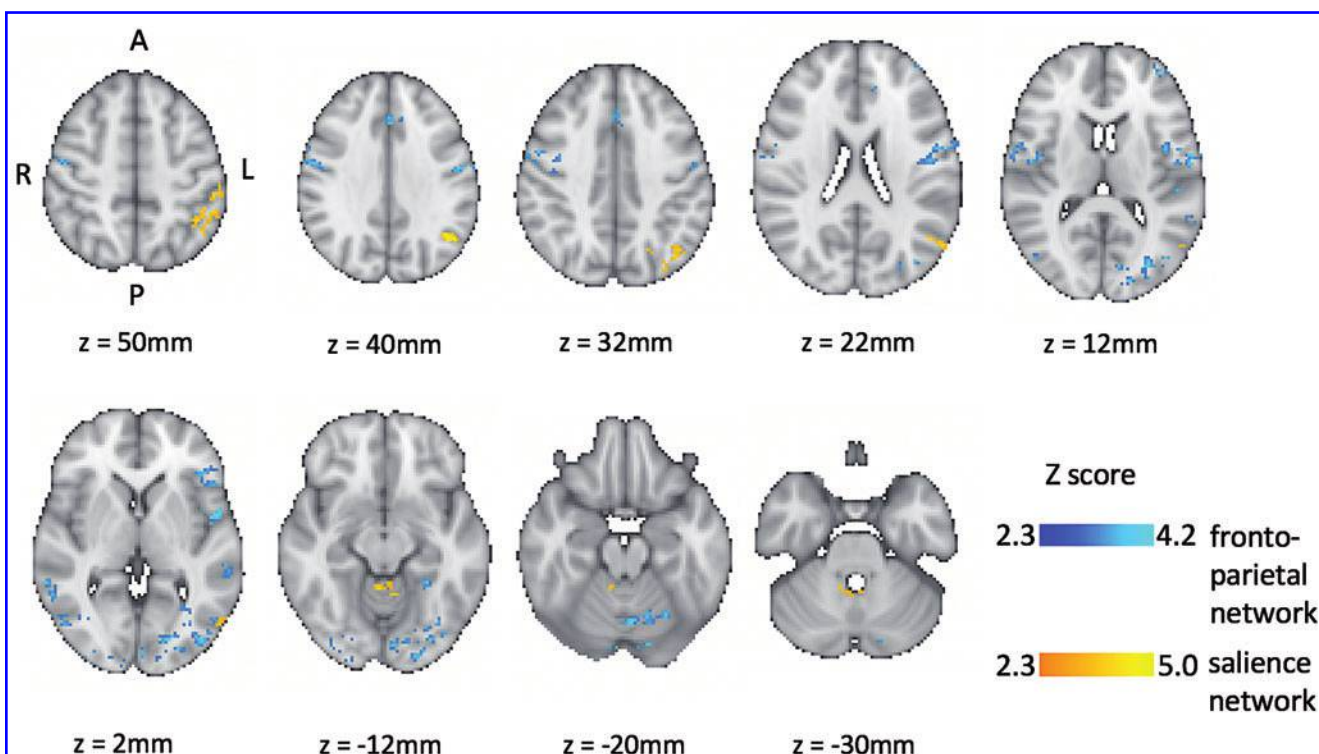 A
R
L
P
z = 50mm
z = 40mm
z = 32mm
z = 22mm
z = 12mm
z = 2mm
z = -12mm
z = -20mm
z = -30mm
Z score
2.3 4.2 fronto-
parietal
network
2.3 5.0 salience
network